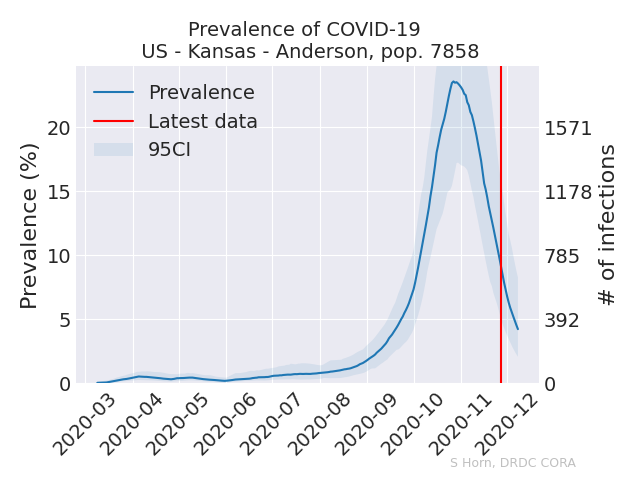 Prevalence of COVID-19
US - Kansas - Anderson, pop. 7858
Prevalence
Latest data
95CI
Prevalence (%)
20
15
10
5
0
1571
1178
785
392
0
# of infections
2020-03
2020-04
2020-05
2020-06
2020-07
2020-08
2020-09
2020-10
2020-11
2020-12
S Horn, DRDC CORA